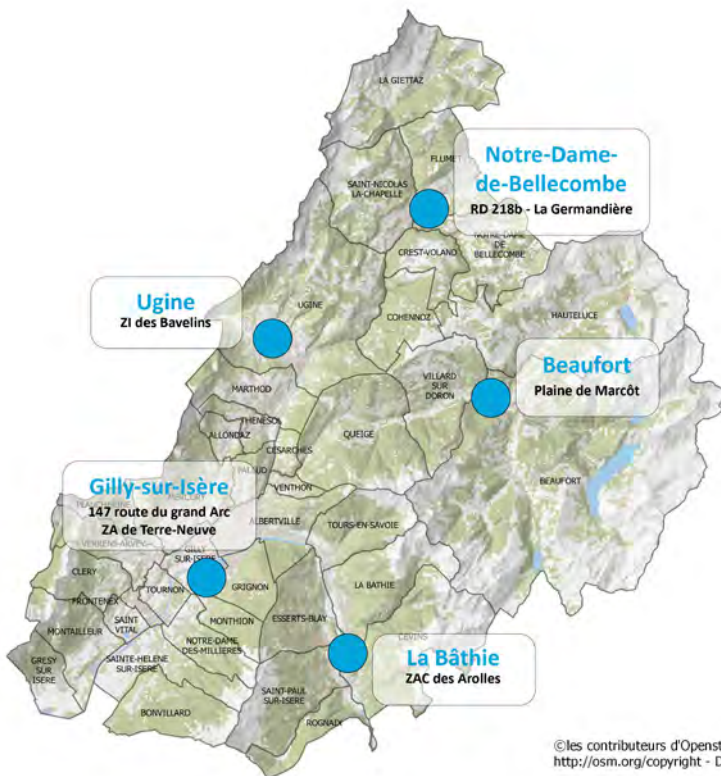 LA GIETTAZ
FLUMET
Notre-Dame-
de-Bellecombe
RD 218b - La Germandière
SAINT-NICOLAS
LA-CHAPELLE
NOTRE-DAME
DE
BELLECOMBE
CREST-VOLAND
Ugine
ZI des Bavelins
UGINE
COHENNOZ
HAUTELUCE
Beaufort
Plaine de Marcôt
VILLARD
SUR
DORON
MARTHOD
THENESOL
ALLONDAZ
CESARCHES
QUEIGE
PALLUD
BEAUFORT
VENTHON
Gilly-sur-Isère
147 route du grand Arc
ZA de Terre-Neuve
MERCURY
PLANCHERINE
VERRENS-ARVEY
ALBERTVILLE
TOURS-EN-SAVOIE
GILLY
SUR-ISERE
CLERY
TOURNON
GRIGNON
LA BATHIE
FRONTENEX
SAINT
VITAL
MONTHION
ESSERTS-BLAY
MONTAILLEUR
NOTRE-DAME
DES-MILLIERES
CEVINS
GRESY
SUR
ISERE
SAINTE-HELENE
SUR-ISERE
La Bâthie
ZAC des Arolles
SAINT-PAUL
SUR-ISERE
BONVILLARD
ROGNAIX
©les contributeurs d'Openst
http://osm.org/copyright - D